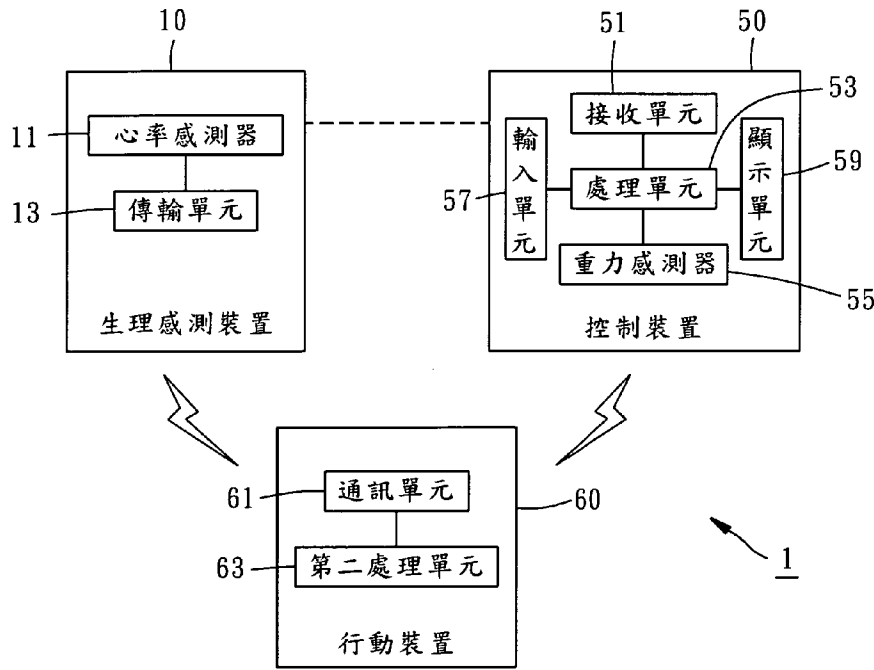 10
11
心率感測器
13
傳輸單元
生理感測裝置
51
50
接收單元
53
輸入單元
57
處理單元
顯示單元
59
重力感測器
55
控制裝置
61
通訊單元
60
63
第二處理單元
行動裝置
1